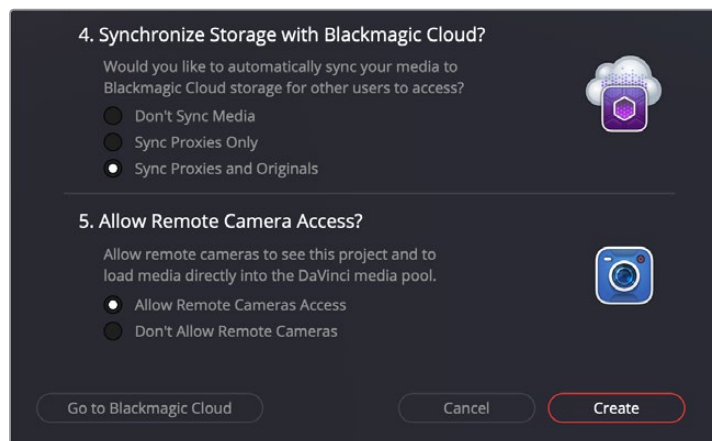 4. Synchronize Storage with Blackmagic Cloud?
Would you like to automatically sync your media to
Blackmagic Cloud storage for other users to access?
Don't Sync Media
Sync Proxies Only
Sync Proxies and Originals
5. Allow Remote Camera Access?
Allow remote cameras to see this project and to
load media directly into the DaVinci media pool.
Allow Remote Cameras Access
Don't Allow Remote Cameras
Go to Blackmagic Cloud
Cancel
Create